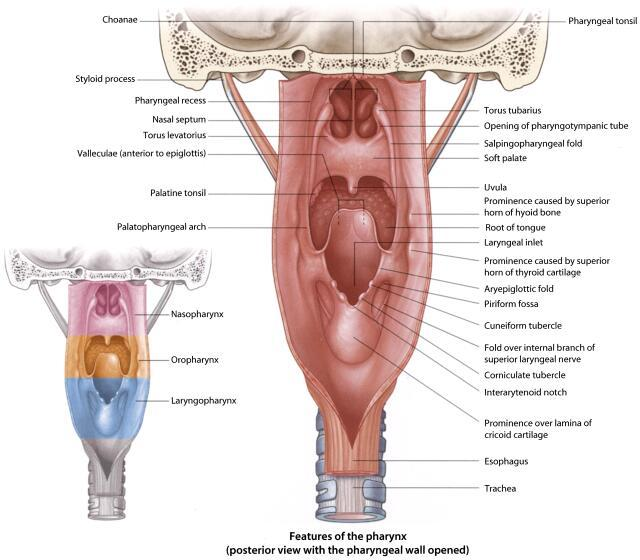 Choanae
Pharyngeal tonsil
Styloid process
Pharyngeal recess
Nasal septum
Torus levatorius
Valleculae (anterior to epiglottis)
Palatine tonsil
Palatopharyngeal arch
Torus tubarius
Opening of pharyngotympanic tube
Salpingopharyngeal fold
Soft palate
Uvula
Prominence caused by superior
horn of hyoid bone
Root of tongue
Laryngeal inlet
Prominence caused by superior
horn of thyroid cartilage
Aryepiglottic fold
Piriform fossa
Cuneiform tubercle
Fold over internal branch of
superior laryngeal nerve
Corniculate tubercle
Interarytenoid notch
Prominence over lamina of
cricoid cartilage
Esophagus
Trachea
Nasopharynx
Oropharynx
Laryngopharynx
Features of the pharynx
(posterior view with the pharyngeal wall opened)